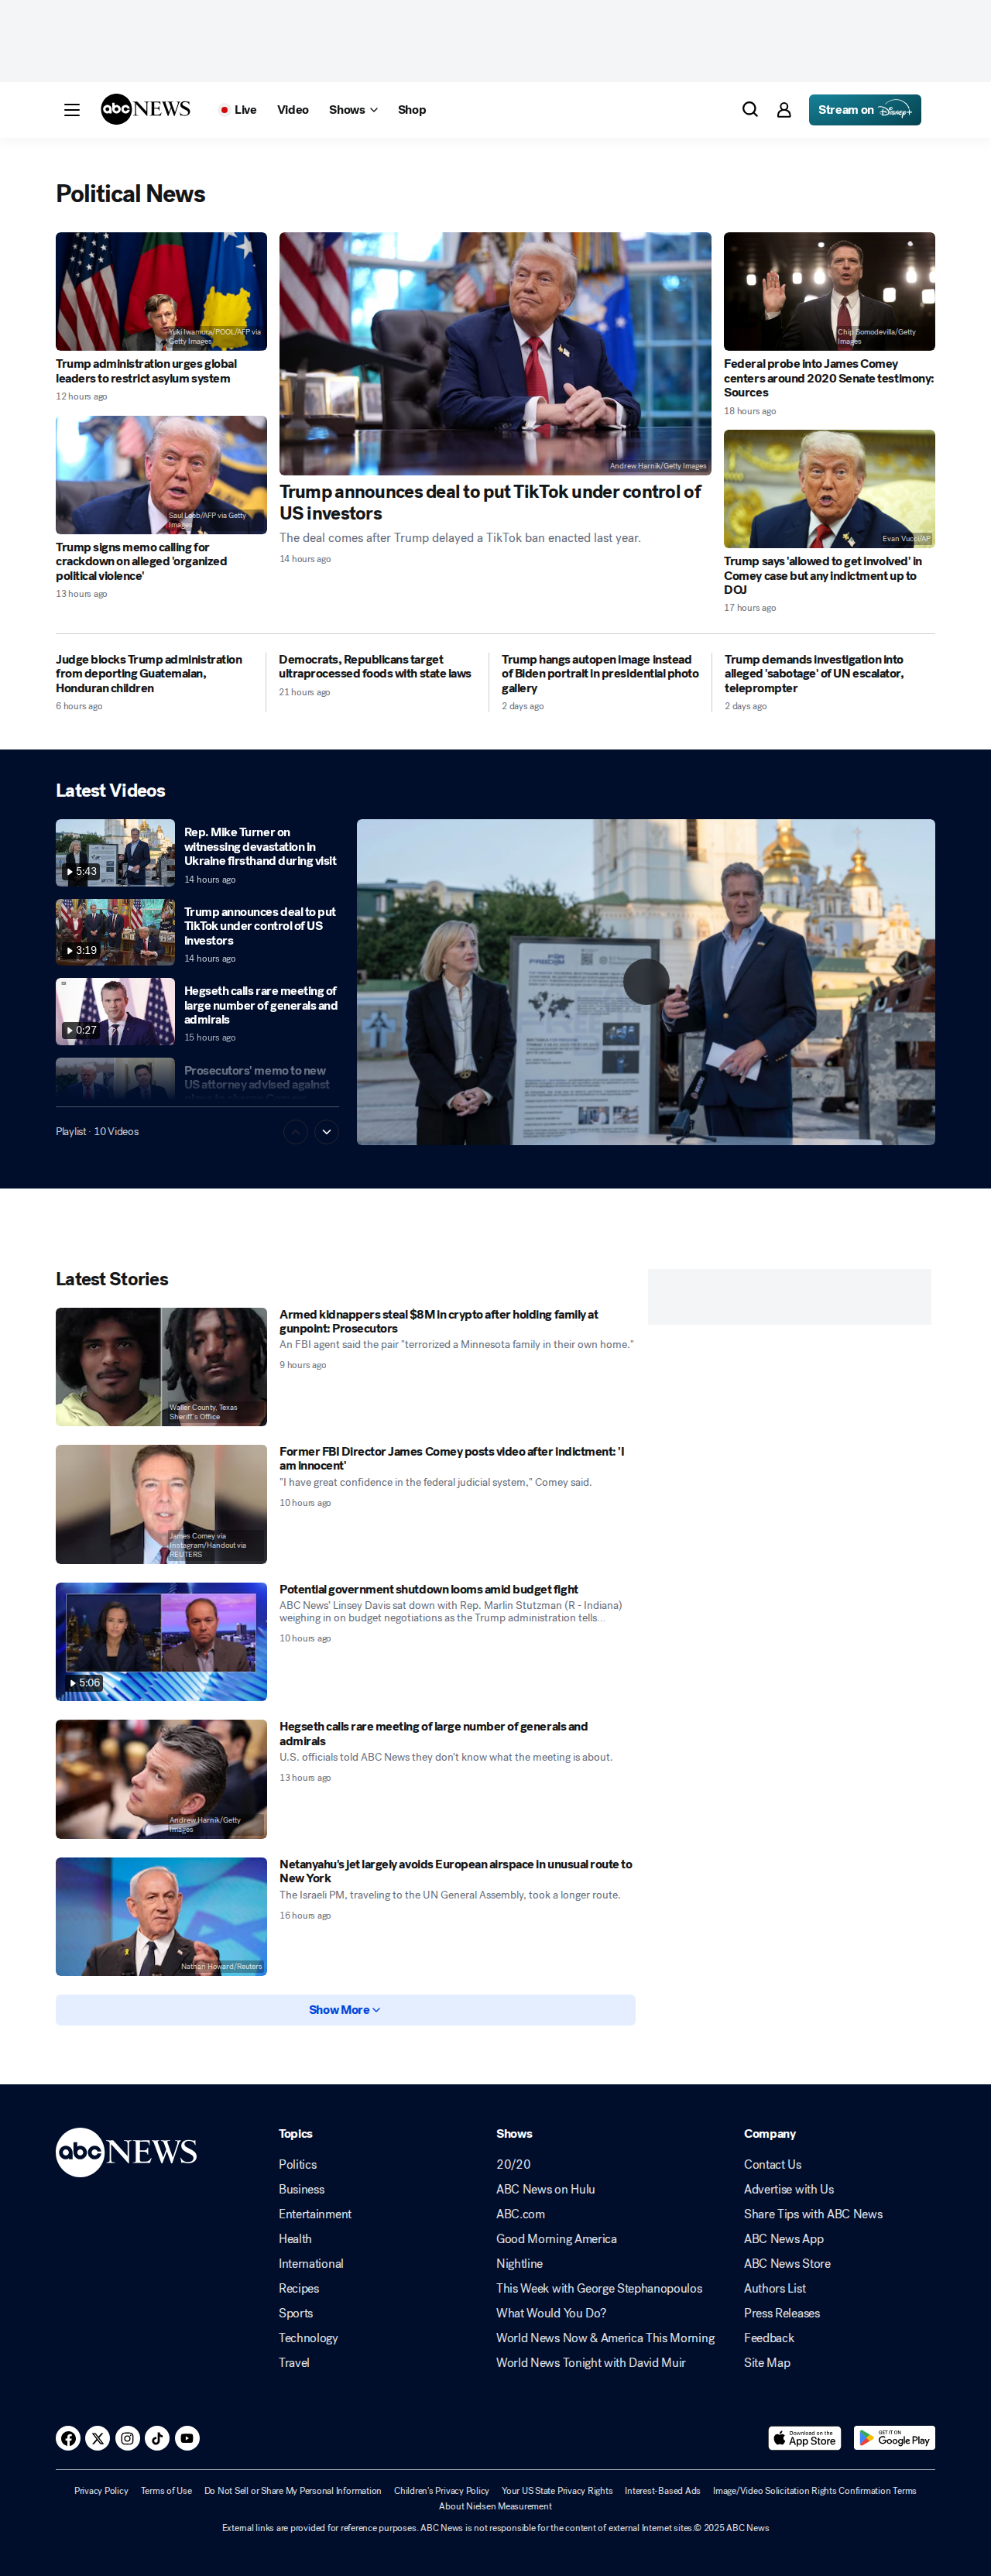 abc NEWS
Live
Video
Shows
Shop
Stream on Disney+
Political News
Yuki Iwamura/POOL/AFP via
Getty Images
Trump administration urges global
leaders to restrict asylum system
12 hours ago
Saul Loeb/AFP via Getty
Images
Trump signs memo calling for
crackdown on alleged 'organized
political violence'
13 hours ago
Andrew Harnik/Getty Images
Trump announces deal to put TikTok under control of
US investors
The deal comes after Trump delayed a TikTok ban enacted last year.
14 hours ago
Chip Somodevilla/Getty
Images
Federal probe into James Comey
centers around 2020 Senate testimony:
Sources
18 hours ago
Evan Vucci/AP
Trump says 'allowed to get involved' in
Comey case but any indictment up to
DOJ
17 hours ago
Judge blocks Trump administration
from deporting Guatemalan,
Honduran children
6 hours ago
Democrats, Republicans target
ultraprocessed foods with state laws
21 hours ago
Trump hangs autopen image instead
of Biden portrait in presidential photo
gallery
2 days ago
Trump demands investigation into
alleged 'sabotage' of UN escalator,
teleprompter
2 days ago
Latest Videos
5:43
Rep. Mike Turner on
witnessing devastation in
Ukraine firsthand during visit
14 hours ago
3:19
Trump announces deal to put
TikTok under control of US
investors
14 hours ago
0:27
Hegseth calls rare meeting of
large number of generals and
admirals
15 hours ago
Prosecutors' memo to new
US attorney advised against
Playlist · 10 Videos
Latest Stories
Waller County, Texas
Sheriff's Office
Armed kidnappers steal $8M in crypto after holding family at
gunpoint: Prosecutors
An FBI agent said the pair "terrorized a Minnesota family in their own home."
9 hours ago
James Comey via
Instagram/Handout via
REUTERS
Former FBI Director James Comey posts video after indictment: 'I
am innocent'
"I have great confidence in the federal judicial system," Comey said.
10 hours ago
5:06
Potential government shutdown looms amid budget fight
ABC News' Linsey Davis sat down with Rep. Marlin Stutzman (R - Indiana)
weighing in on budget negotiations as the Trump administration tells...
10 hours ago
Andrew Harnik/Getty
Images
Hegseth calls rare meeting of large number of generals and
admirals
U.S. officials told ABC News they don't know what the meeting is about.
13 hours ago
Nathan Howard/Reuters
Netanyahu's jet largely avoids European airspace in unusual route to
New York
The Israeli PM, traveling to the UN General Assembly, took a longer route.
16 hours ago
Show More
abc NEWS
Topics
Politics
Business
Entertainment
Health
International
Recipes
Sports
Technology
Travel
Shows
20/20
ABC News on Hulu
ABC.com
Good Morning America
Nightline
This Week with George Stephanopoulos
What Would You Do?
World News Now & America This Morning
World News Tonight with David Muir
Company
Contact Us
Advertise with Us
Share Tips with ABC News
ABC News App
ABC News Store
Authors List
Press Releases
Feedback
Site Map
Download on the
App Store
GET IT ON
Google Play
Privacy Policy Terms of Use Do Not Sell or Share My Personal Information Children's Privacy Policy Your US State Privacy Rights Interest-Based Ads Image/Video Solicitation Rights Confirmation Terms
About Nielsen Measurement
External links are provided for reference purposes. ABC News is not responsible for the content of external Internet sites.© 2025 ABC News